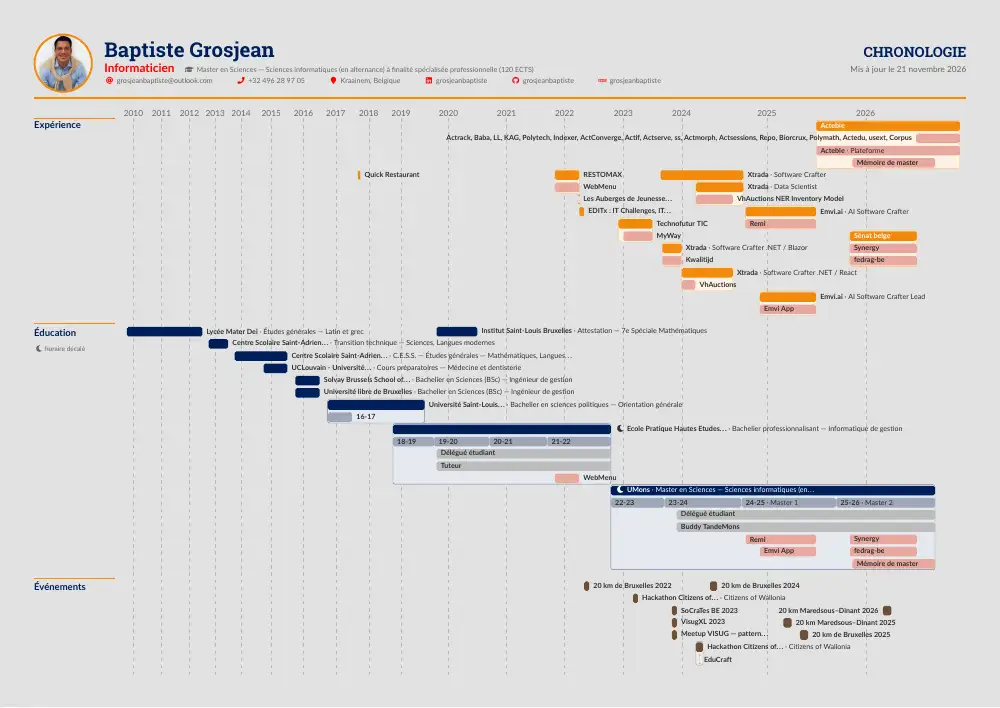 Baptiste Grosjean
CHRONOLOGIE
Informaticien Master en Sciences — Sciences informatiques (en alternance) à finalité spécialisée professionnelle (120 ECTS)
Mis à jour le 21 novembre 2026
grosjeanbaptiste@outlook.com +32 496 28 97 05 Kraainem, Belgique grosjeanbaptiste grosjeanbaptiste grosjeanbaptiste
2010 2011 2012 2013 2014 2015 2016 2017 2018 2019 2020 2021 2022 2023 2024 2025 2026
Expérience
Acteble
Actrack, Baba, LL, KAG, Polytech, Indexer, ActConverge, Actif, Actserve, ss, Actmorph, Actsessions, Repo, Biorcrux, Polymath, Actedu, usext, Corpus
Acteble · Plateforme
Mémoire de master
Quick Restaurant
RESTOMAX
Xtrada · Software Crafter
WebMenu
Xtrada · Data Scientist
Les Auberges de Jeunesse…
VhAuctions NER Inventory Model
EDITx : IT Challenges, IT…
Emvi.ai · AI Software Crafter
Technofutur TIC
Remi
MyWay
Sénat belge
Xtrada · Software Crafter .NET / Blazor
Synergy
Kwalitijd
fedrag-be
Xtrada · Software Crafter .NET / React
VhAuctions
Emvi.ai · AI Software Crafter Lead
Emvi App
Éducation
Horaire décalé
Lycée Mater Dei · Études générales — Latin et grec
Institut Saint-Louis Bruxelles · Attestation — 7e Spéciale Mathématiques
Centre Scolaire Saint-Adrien… · Transition technique — Sciences, Langues modernes
Centre Scolaire Saint-Adrien… · C.E.S.S. — Études générales — Mathématiques, Langues…
UCLouvain - Université… · Cours préparatoires — Médecine et dentisterie
Solvay Brussels School of… · Bachelier en Sciences (BSc) — Ingénieur de gestion
Université libre de Bruxelles · Bachelier en Sciences (BSc) — Ingénieur de gestion
Université Saint-Louis… · Bachelier en sciences politiques — Orientation générale
16-17
Ecole Pratique Hautes Etudes… · Bachelier professionnalisant — Informatique de gestion
18-19 19-20 20-21 21-22
Délégué étudiant
Tuteur
WebMenu
UMons · Master en Sciences — Sciences informatiques (en…
22-23 23-24 24-25 · Master 1 25-26 · Master 2
Délégué étudiant
Buddy TandeMons
Remi Synergy
Emvi App fedrag-be
Mémoire de master
Événements
20 km de Bruxelles 2022 20 km de Bruxelles 2024
Hackathon Citizens of… · Citizens of Wallonia
SoCraTes BE 2023 20 km Maredsous–Dinant 2026
VisugXL 2023 20 km Maredsous–Dinant 2025
Meetup VISUG — pattern… 20 km de Bruxelles 2025
Hackathon Citizens of… · Citizens of Wallonia
EduCraft